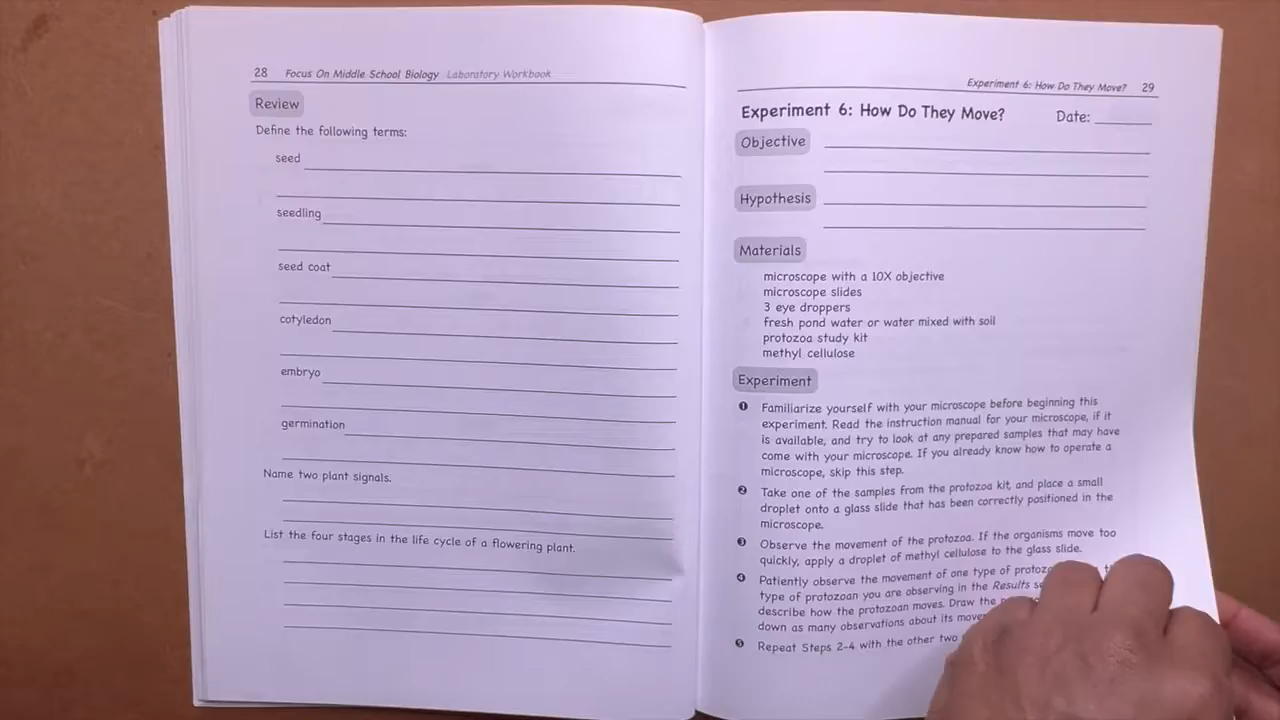 28 Focus On Middle School Biology Laboratory Workbook
Review
Define the following terms:
seed
seedling
seed coat
cotyledon
embryo
germination
Name two plant signals.
List the four stages in the life cycle of a flowering plant.
Experiment 6: How Do They Move? 29
Experiment 6: How Do They Move? Date:
Objective
Hypothesis
Materials
microscope with a 10X objective
microscope slides
3 eye droppers
fresh pond water or water mixed with soil
protozoa study kit
methyl cellulose
Experiment
❶ Familiarize yourself with your microscope before beginning this
experiment. Read the instruction manual for your microscope, if it
is available, and try to look at any prepared samples that may have
come with your microscope. If you already know how to operate a
microscope, skip this step.
❷ Take one of the samples from the protozoa kit, and place a small
droplet onto a glass slide that has been correctly positioned in the
microscope.
❸ Observe the movement of the protozoa. If the organisms move too
quickly, apply a droplet of methyl cellulose to the glass slide.
❹ Patiently observe the movement of one type of
type of protozoan you are observing in the Results
describe how the protozoan moves. Draw the
down as many observations about its
❺ Repeat Steps 2-4 with the other two